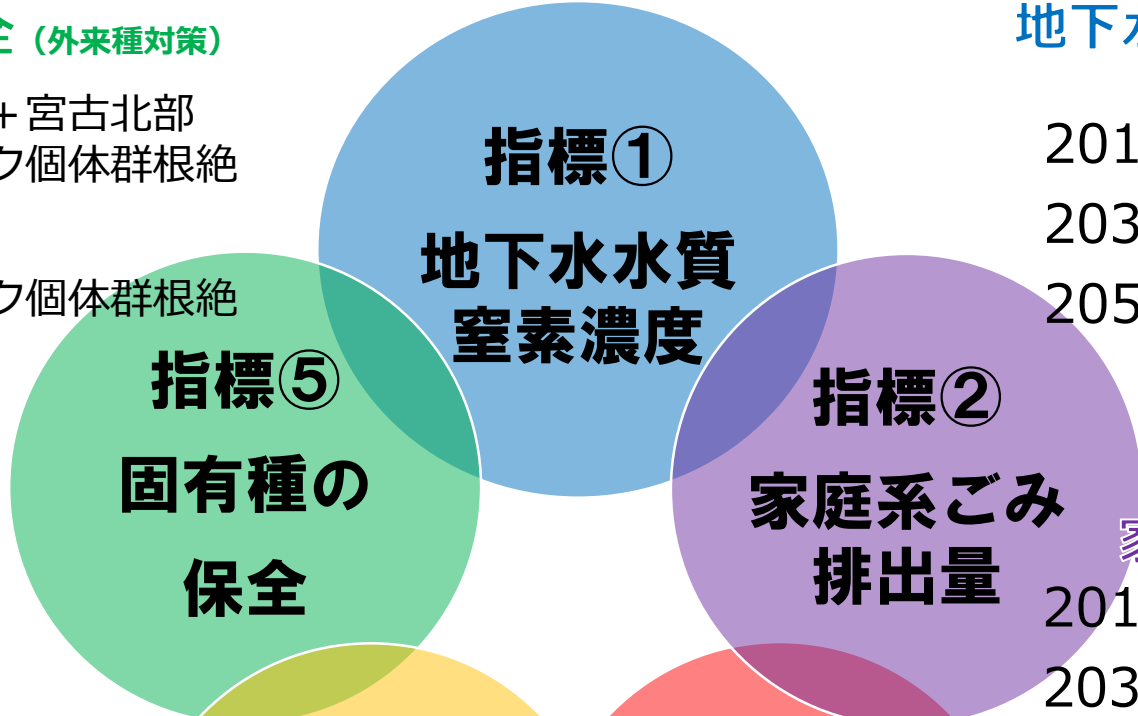 全（外来種対策）
＋宮古北部
ク個体群根絶
ク個体群根絶
指標①
地下水水質
窒素濃度
地下水
201
203
205
指標⑤
固有種の
保全
指標②
家庭系ごみ
排出量
家
201
203